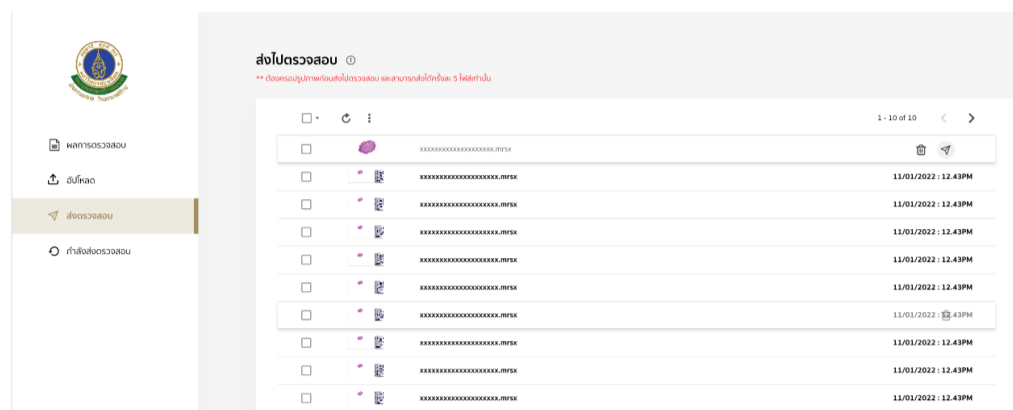 ส่งไปตรวจสอบ
** ต้องครอปรูปภาพก่อนส่งไปตรวจสอบ และสามารถส่งได้ครั้งละ 5 ไฟล์เท่านั้น
1 - 10 of 10
ผลการตรวจสอบ
อัปโหลด
ส่งตรวจสอบ
กำลังส่งตรวจสอบ
xxxxxxxxxxxxxxxxxxxx.mrsx
xxxxxxxxxxxxxxxxxxxx.mrsx 11/01/2022 : 12.43PM
xxxxxxxxxxxxxxxxxxxx.mrsx 11/01/2022 : 12.43PM
xxxxxxxxxxxxxxxxxxxx.mrsx 11/01/2022 : 12.43PM
xxxxxxxxxxxxxxxxxxxx.mrsx 11/01/2022 : 12.43PM
xxxxxxxxxxxxxxxxxxxx.mrsx 11/01/2022 : 12.43PM
xxxxxxxxxxxxxxxxxxxx.mrsx 11/01/2022 : 12.43PM
xxxxxxxxxxxxxxxxxxxx.mrsx 11/01/2022 : 12.43PM
xxxxxxxxxxxxxxxxxxxx.mrsx 11/01/2022 : 12.43PM
xxxxxxxxxxxxxxxxxxxx.mrsx 11/01/2022 : 12.43PM